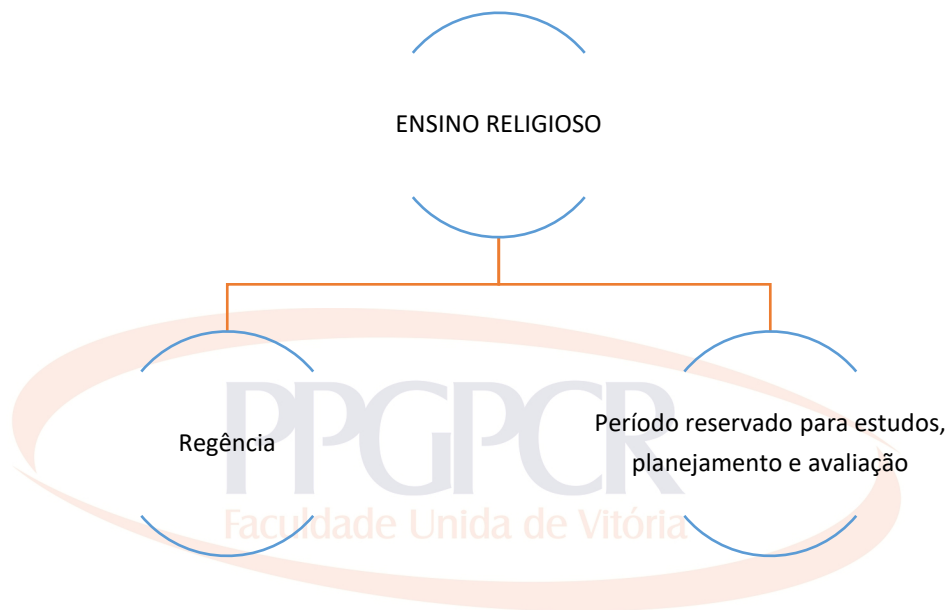 ENSINO RELIGIOSO
Regência
Período reservado para estudos,
planejamento e avaliação
PPGPCR
Faculdade Unida de Vitória